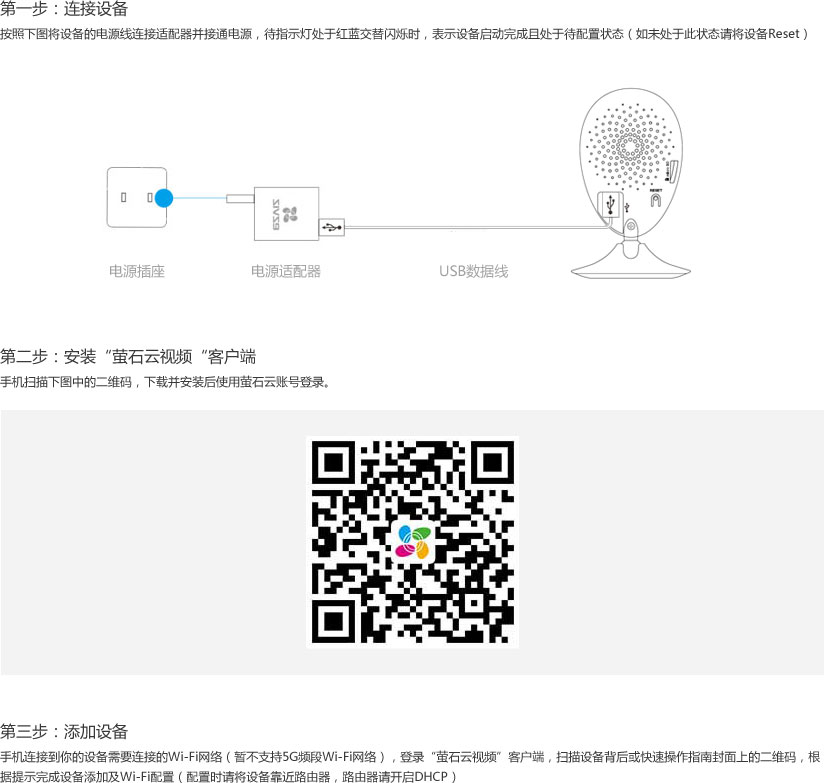 第一步：连接设备
按照下图将设备的电源线连接适配器并接通电源，待指示灯处于红蓝交替闪烁时，表示设备启动完成且处于待配置状态（如未处于此状态请将设备Reset）
RESET
EZVIZ
电源插座
电源适配器
USB数据线
第二步：安装“萤石云视频“客户端
手机扫描下图中的二维码，下载并安装后使用萤石云账号登录。
第三步：添加设备
手机连接到你的设备需要连接的Wi-Fi网络（暂不支持5G频段Wi-Fi网络），登录“萤石云视频”客户端，扫描设备背后或快速操作指南封面上的二维码，根
据提示完成设备添加及Wi-Fi配置（配置时请将设备靠近路由器，路由器请开启DHCP）